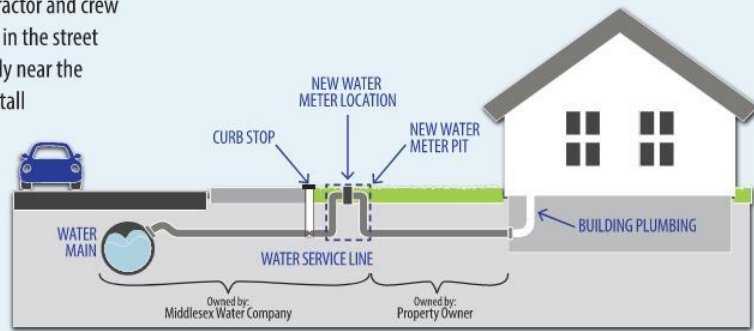 ractor and crew
in the street
ly near the
tall
NEW WATER
METER LOCATION
CURB STOP
NEW WATER
METER PIT
WATER
MAIN
WATER SERVICE LINE
BUILDING PLUMBING
Owned by:
Middlesex Water Company
Owned by:
Property Owner